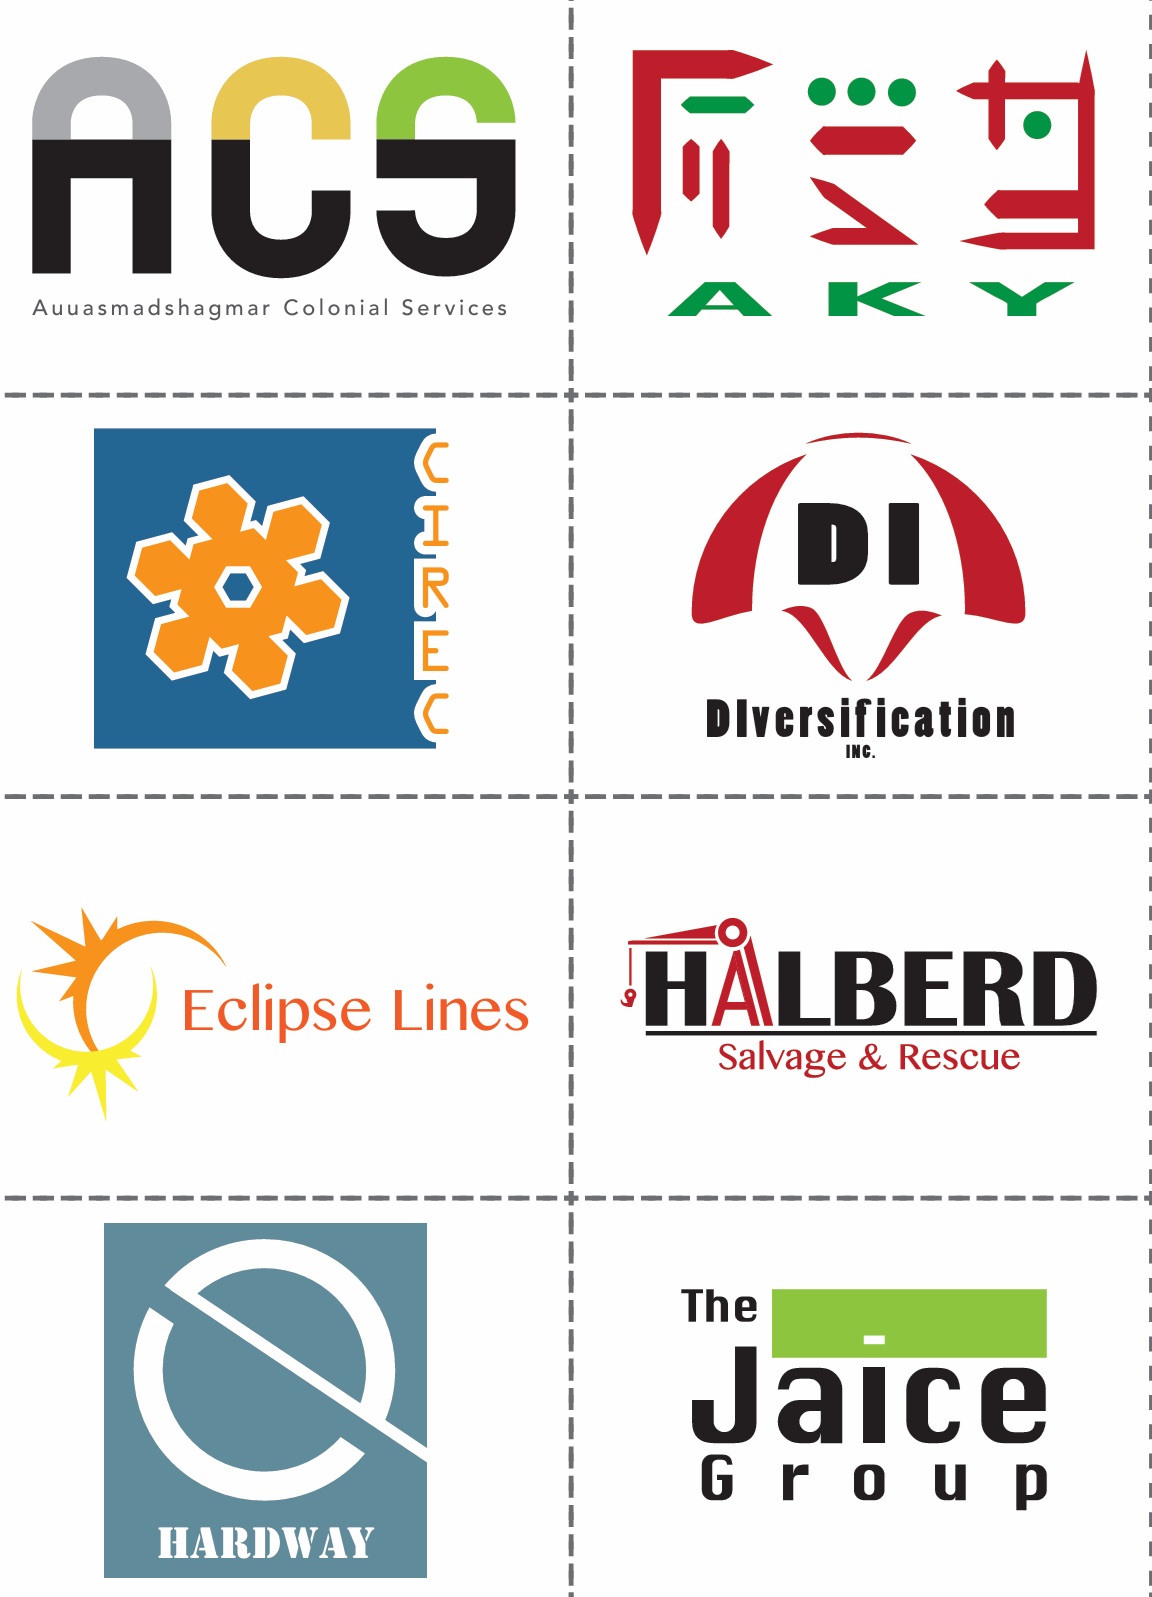 ACS
Auuasmadshagmar Colonial Services
AKY
CIREC
DI
DIversification
INC.
Eclipse Lines
HALBERD
Salvage & Rescue
HARDWAY
The
Jaice
Group